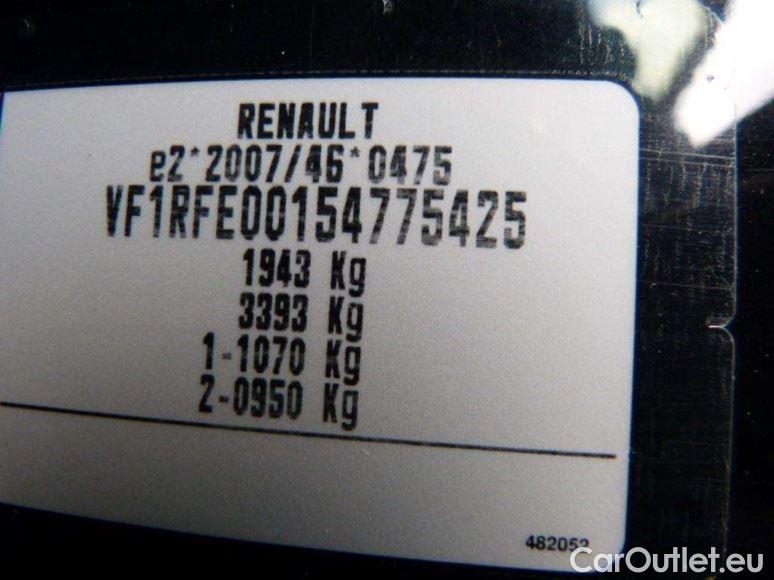 RENAULT
e2*2007/46*0475
VF1RFE00154775425
1943 Kg
3393 Kg
1-1070 Kg
2-0950 Kg
482052
CarOutlet.eu